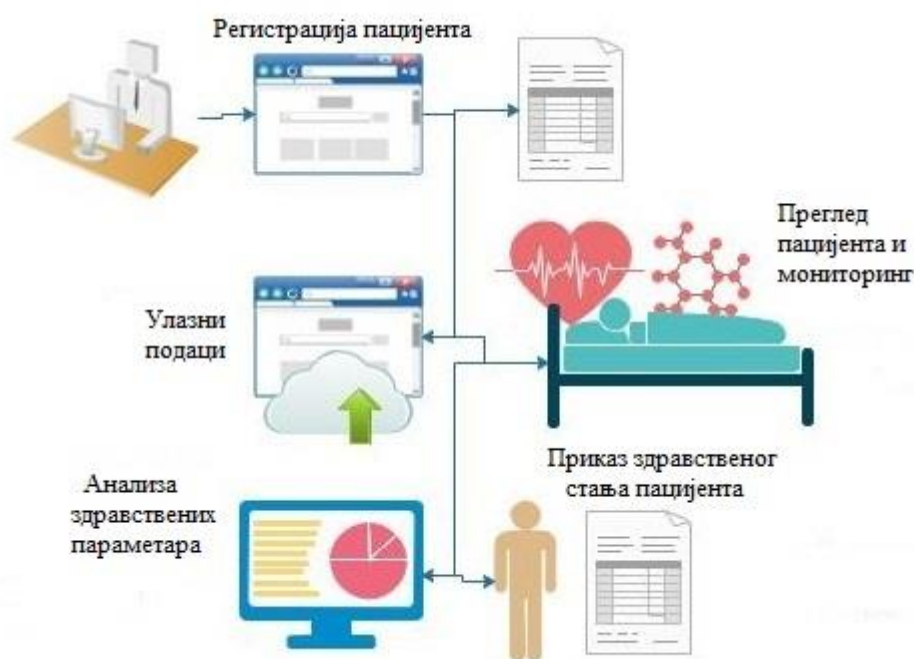 Регистрација пацијента
Преглед
пацијента и
мониторинг
Улазни
подаци
Приказ здравственог
стања пацијента
Анализа
здравствених
параметара